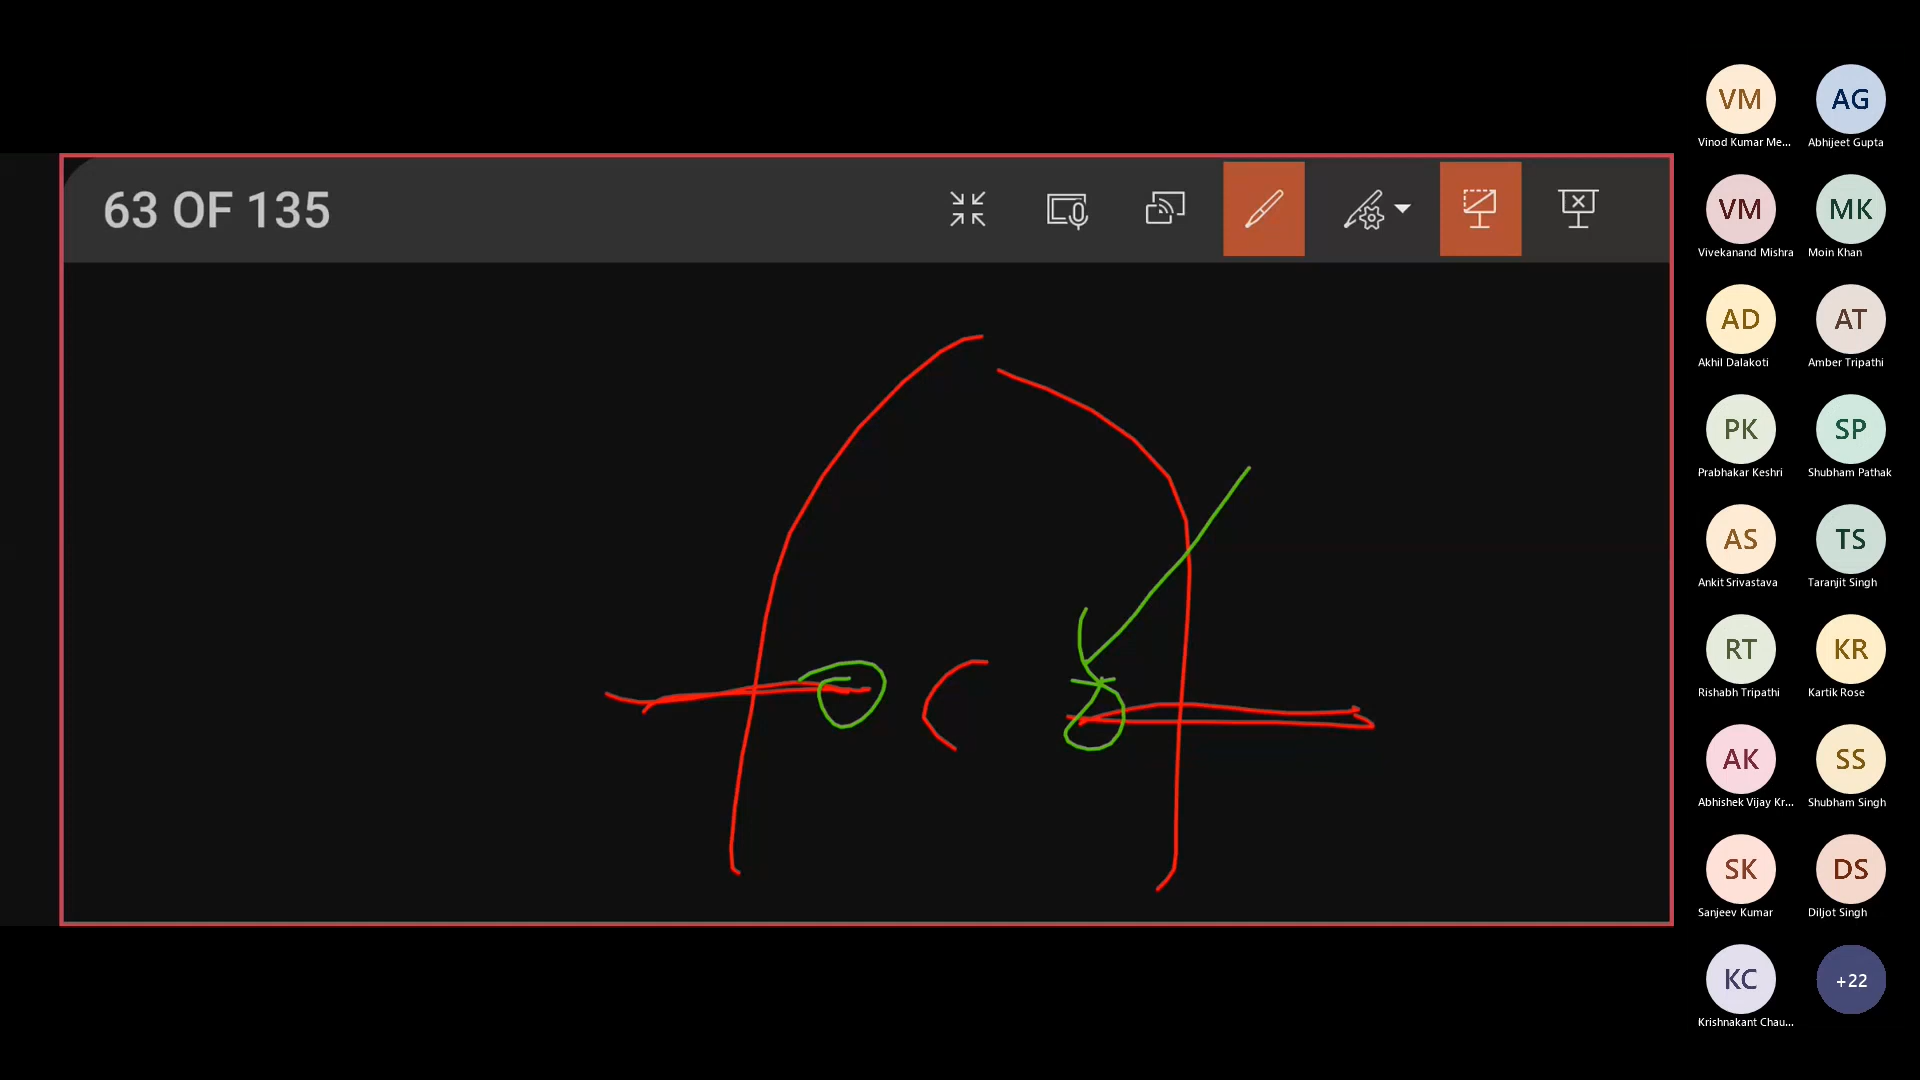 63 OF 135
VM AG
Vinod Kumar Me... Abhijeet Gupta
VM MK
Vivekanand Mishra Moin Khan
AD AT
Akhil Dalakoti Amber Tripathi
PK SP
Prabhakar Keshri Shubham Pathak
AS TS
Ankit Srivastava Taranjit Singh
RT KR
Rishabh Tripathi Kartik Rose
AK SS
Abhishek Vijay Kr... Shubham Singh
SK DS
Sanjeev Kumar Diljot Singh
KC +22
Krishnakant Chau...